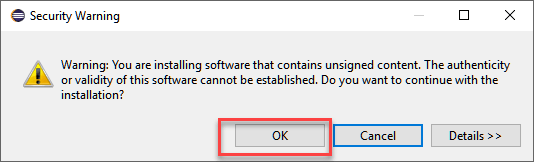 Security Warning
Warning: You are installing software that contains unsigned content. The authenticity
or validity of this software cannot be established. Do you want to continue with the
installation?
OK Cancel Details >>